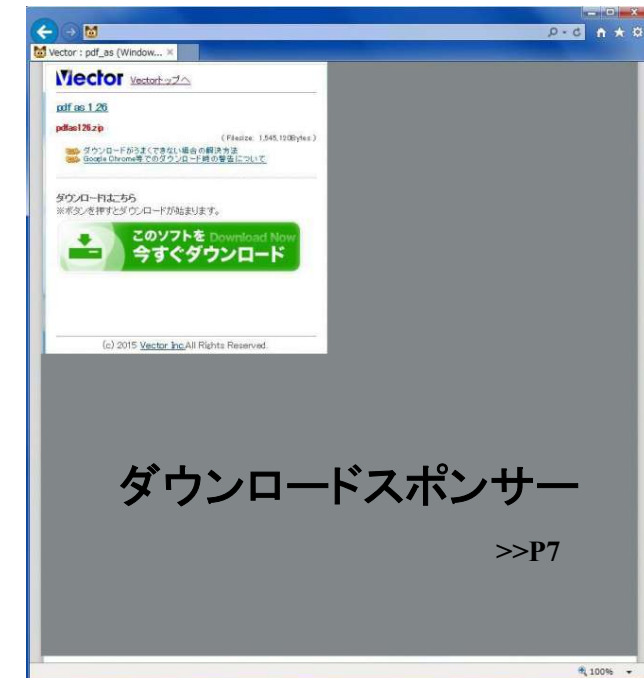 Vector : pdf_as (Window...
Vector Vectorトップへ
pdf as 1.26
pdfas126.zip
(Filesize: 1,545,120Bytes)
ダウンロードがうまくできない場合の解決方法
Google Chrome等でのダウンロード時の警告について
ダウンロードはこちら
※ボタンを押すとダウンロードが始まります。
このソフトを Download Now
今すぐダウンロード
(c) 2015 Vector Inc.All Rights Reserved.
ダウンロードスポンサー
>>P7
100%